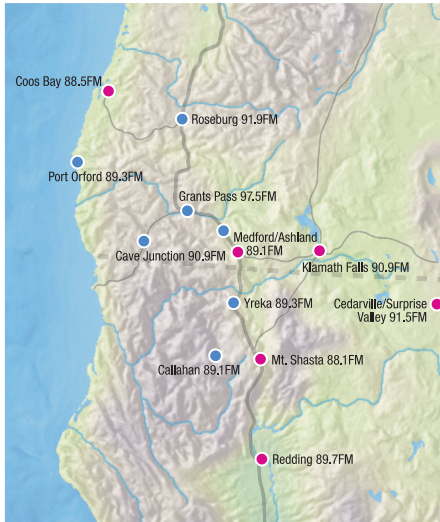 Coos Bay 88.5FM
Roseburg 91.9FM
Port Orford 89.3FM
Grants Pass 97.5FM
Medford/Ashland
89.1FM
Cave Junction 90.9FM
Klamath Falls 90.9FM
Yreka 89.3FM
Cedarville/Surprise
Valley 91.5FM
Callahan 89.1FM
Mt. Shasta 88.1FM
Redding 89.7FM